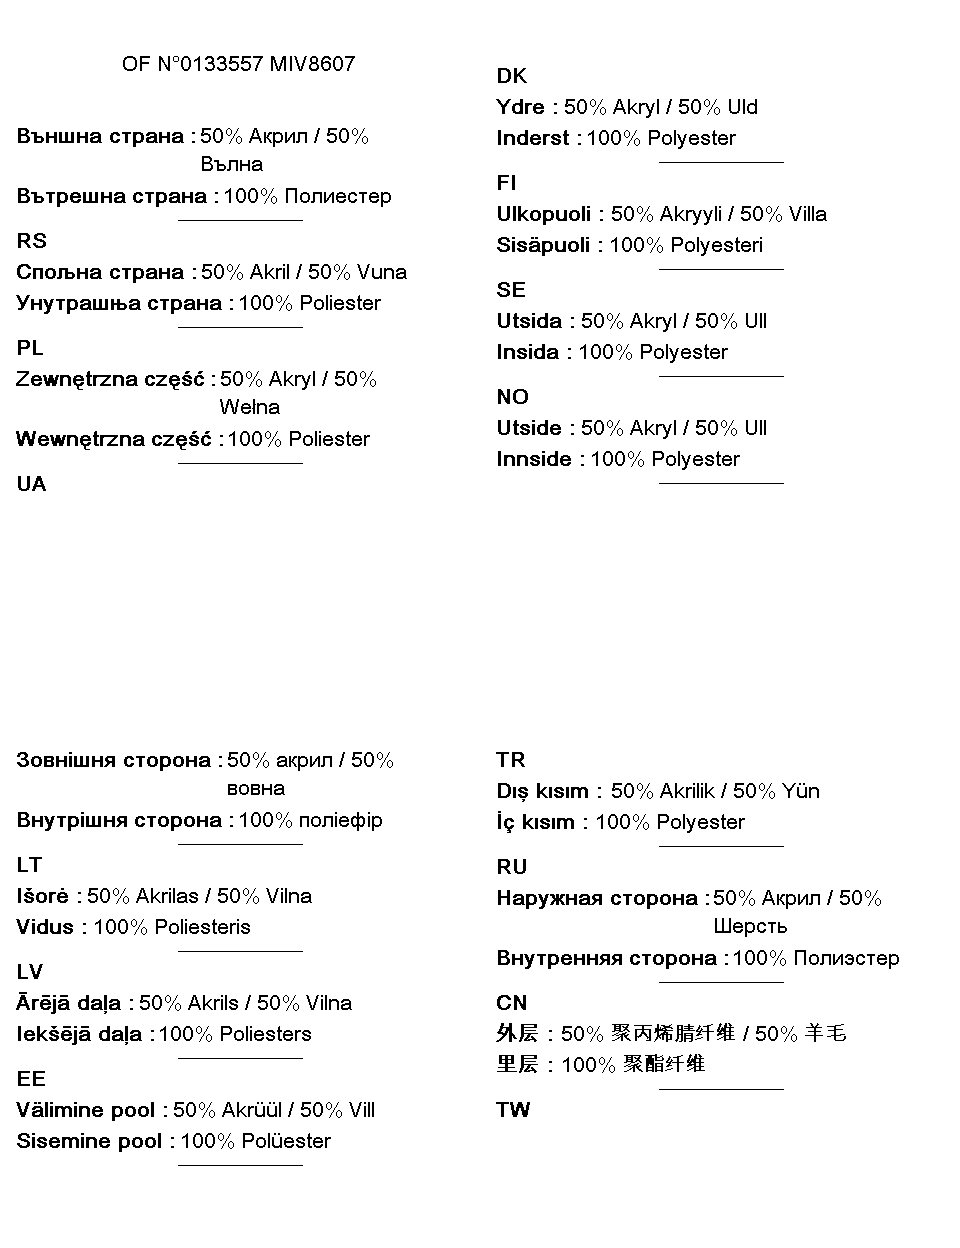 OF N°0133557 MIV8607
Външна страна : 50% Акрил / 50%
Вълна
Вътрешна страна : 100% Полиестер
RS
Спољна страна : 50% Akril / 50% Vuna
Унутрашња страна : 100% Poliester
PL
Zewnętrzna część : 50% Akryl / 50%
Wełna
Wewnętrzna część : 100% Poliester
UA
DK
Ydre : 50% Akryl / 50% Uld
Inderst : 100% Polyester
FI
Ulkopuoli : 50% Akryyli / 50% Villa
Sisäpuoli : 100% Polyesteri
SE
Utsida : 50% Akryl / 50% Ull
Insida : 100% Polyester
NO
Utside : 50% Akryl / 50% Ull
Innside : 100% Polyester
Зовнішня сторона : 50% акрил / 50%
вовна
Внутрішня сторона : 100% поліефір
LT
Išorė : 50% Akrilas / 50% Vilna
Vidus : 100% Poliesteris
LV
Ārējā daļa : 50% Akrils / 50% Vilna
Iekšējā daļa : 100% Poliesters
EE
Välimine pool : 50% Akrüül / 50% Vill
Sisemine pool : 100% Polüester
TR
Dış kısım : 50% Akrilik / 50% Yün
İç kısım : 100% Polyester
RU
Наружная сторона : 50% Акрил / 50%
Шерсть
Внутренняя сторона : 100% Полиэстер
CN
外层 : 50% 聚丙烯腈纤维 / 50% 羊毛
里层 : 100% 聚酯纤维
TW